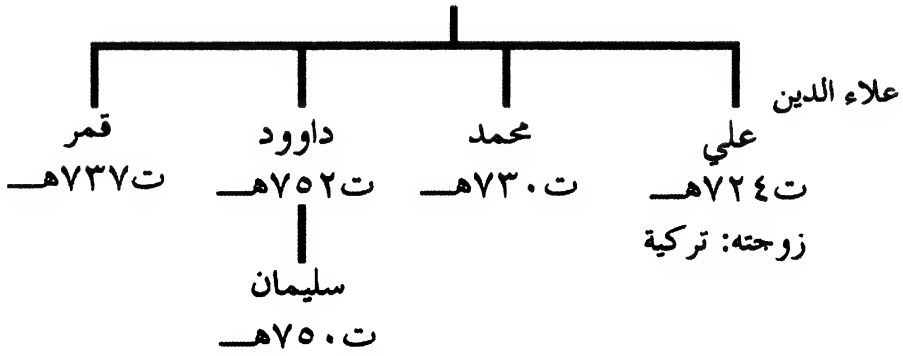 علاء الدين
علي محمد داوود قمر
ت٧٢٤هـ ت٧٣٠هـ ت٧٥٢هـ ت٧٣٧هـ
زوجته: تركية
سليمان
ت٧٥٠هـ